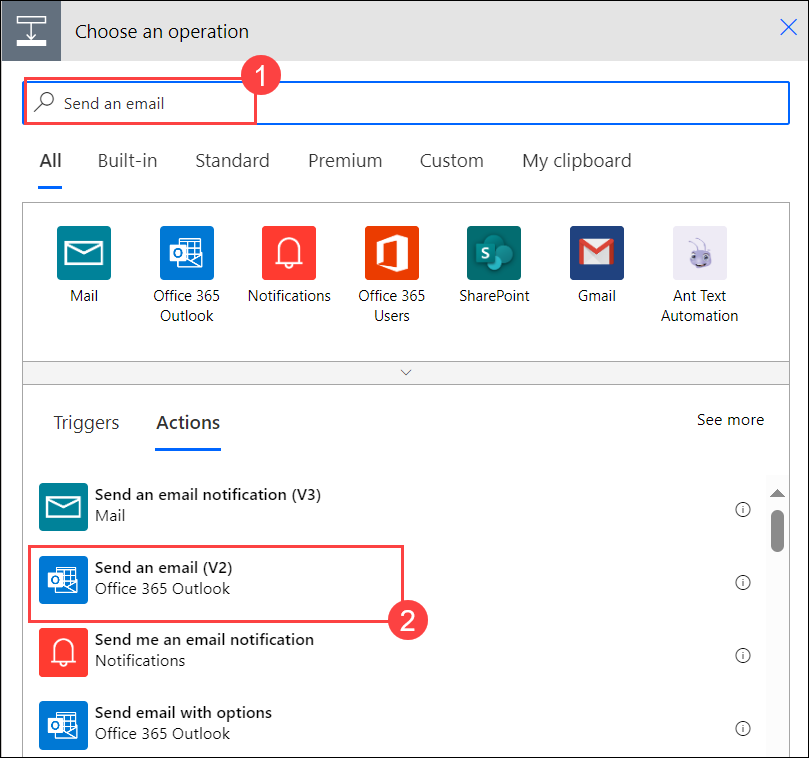 Choose an operation
1
Send an email
All Built-in Standard Premium Custom My clipboard
Mail Office 365 Outlook Notifications Office 365 Users SharePoint Gmail Ant Text Automation
Triggers Actions See more
Send an email notification (V3)
Mail
Send an email (V2)
Office 365 Outlook
2
Send me an email notification
Notifications
Send email with options
Office 365 Outlook